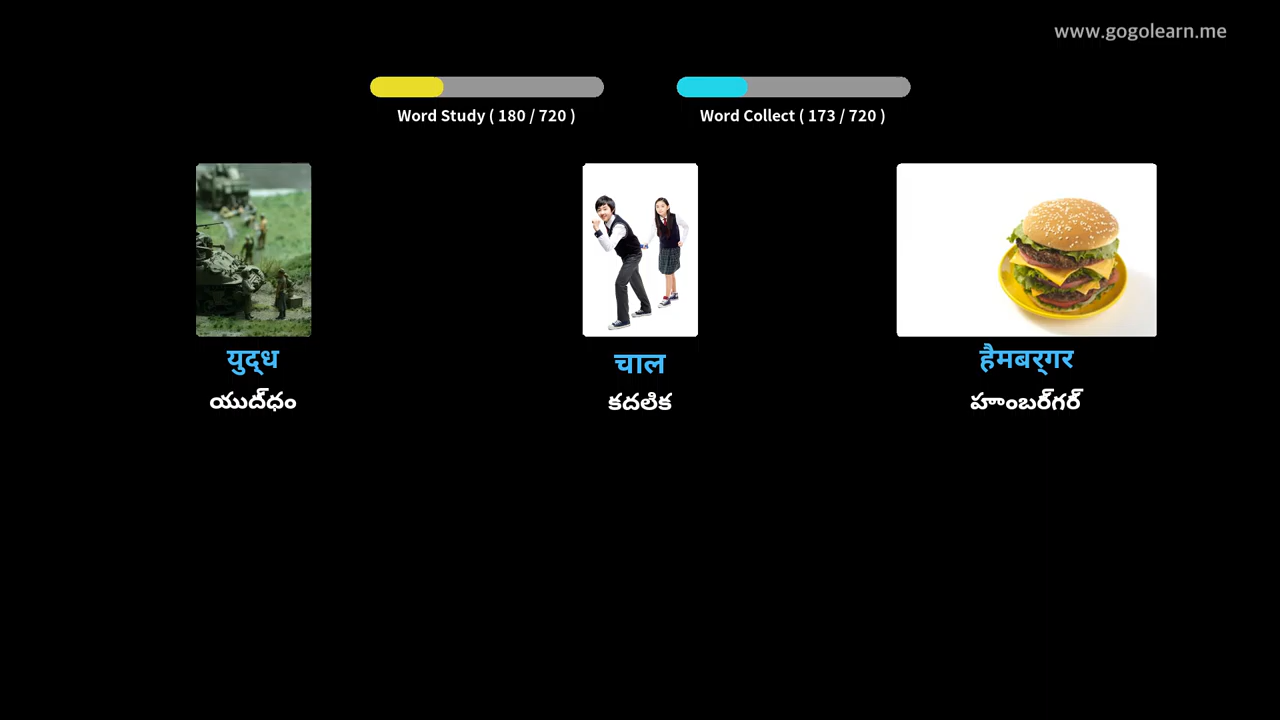 www.gogolearn.me
Word Study ( 180 / 720 )
Word Collect ( 173 / 720 )
युद्ध
यుద్ధం
चाल
కదలిక
हैमबर्गर
హాంబర్గర్